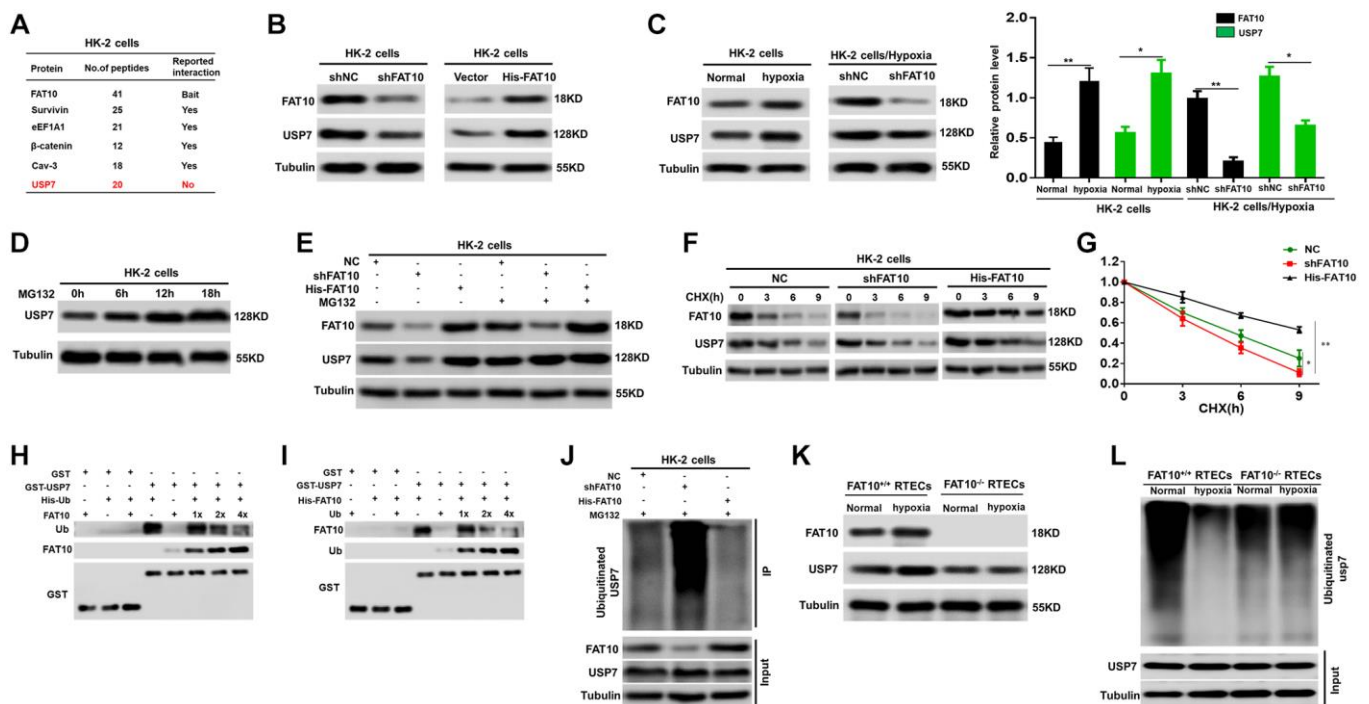 A
HK-2 cells
Protein No.of peptides Reported interaction
FAT10 41 Bait
Survivin 25 Yes
eEF1A1 21 Yes
β-catenin 12 Yes
Cav-3 18 Yes
USP7 20 No
B
HK-2 cells HK-2 cells
shNC shFAT10 Vector His-FAT10
FAT10 18KD
USP7 128KD
Tubulin 55KD
C
HK-2 cells HK-2 cells/Hypoxia
Normal hypoxia shNC shFAT10
FAT10 18KD
USP7 128KD
Tubulin 55KD
Relative protein level
2.0
1.5
1.0
0.5
0.0
FAT10
USP7
** * ** *
Normal hypoxia Normal hypoxia shNC shFAT10 shNC shFAT10
HK-2 cells HK-2 cells/Hypoxia
D
HK-2 cells
MG132 0h 6h 12h 18h
USP7 128KD
Tubulin 55KD
E
HK-2 cells
NC + - - + - -
shFAT10 - + - - + -
His-FAT10 - - + - - +
MG132 - - - + + +
FAT10 18KD
USP7 128KD
Tubulin 55KD
F
HK-2 cells
NC shFAT10 His-FAT10
CHX(h) 0 3 6 9 0 3 6 9 0 3 6 9
FAT10 18KD
USP7 128KD
Tubulin 55KD
G
NC
shFAT10
His-FAT10
1.2
1.0
0.8
0.6
0.4
0.2
0.0
** *
0 3 6 9
CHX(h)
H
GST + + + - - - - -
GST-USP7 - - - + + + + +
His-Ub - + + + - + + +
FAT10 + - + - + 1x 2x 4x
Ub
FAT10
GST
I
GST + + + - - - - -
GST-USP7 - - - + + + + +
His-FAT10 - + + + - + + +
Ub + - + - + 1x 2x 4x
FAT10
Ub
GST
J
HK-2 cells
NC + - -
shFAT10 - + -
His-FAT10 - - +
MG132 + + +
Ubiquitinated USP7
IP
FAT10
USP7
Tubulin
Input
K
FAT10+/+ RTECs FAT10-/- RTECs
Normal hypoxia Normal hypoxia
FAT10 18KD
USP7 128KD
Tubulin 55KD
L
FAT10+/+ RTECs FAT10-/- RTECs
Normal hypoxia Normal hypoxia
Ubiquitinated usp7
USP7
Tubulin
Input